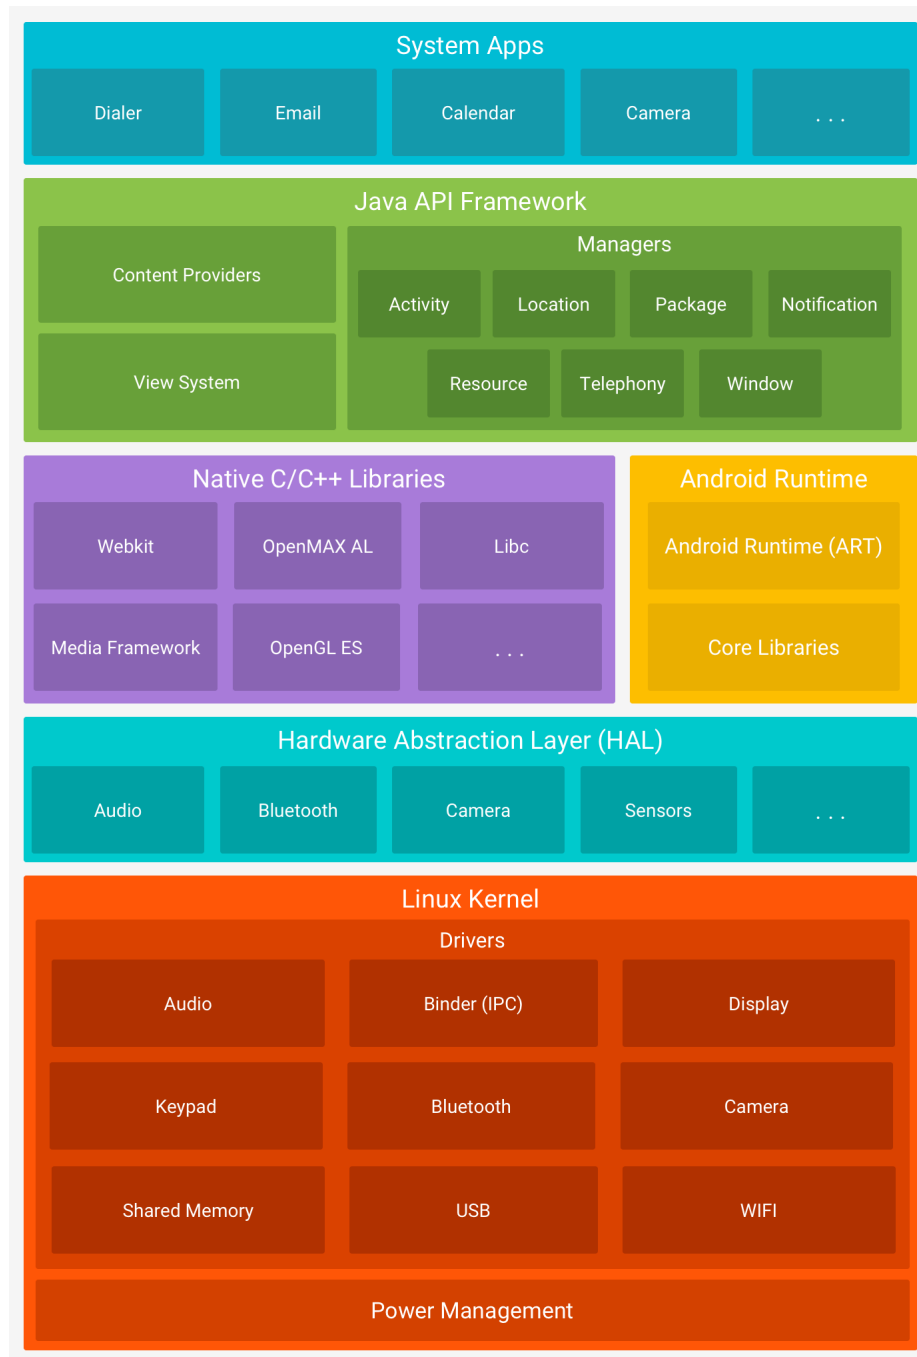 System Apps
Dialer
Email
Calendar
Camera
. . .
Java API Framework
Content Providers
View System
Managers
Activity
Location
Package
Notification
Resource
Telephony
Window
Native C/C++ Libraries
Webkit
OpenMAX AL
Libc
Media Framework
OpenGL ES
. . .
Android Runtime
Android Runtime (ART)
Core Libraries
Hardware Abstraction Layer (HAL)
Audio
Bluetooth
Camera
Sensors
. . .
Linux Kernel
Drivers
Audio
Binder (IPC)
Display
Keypad
Bluetooth
Camera
Shared Memory
USB
WIFI
Power Management